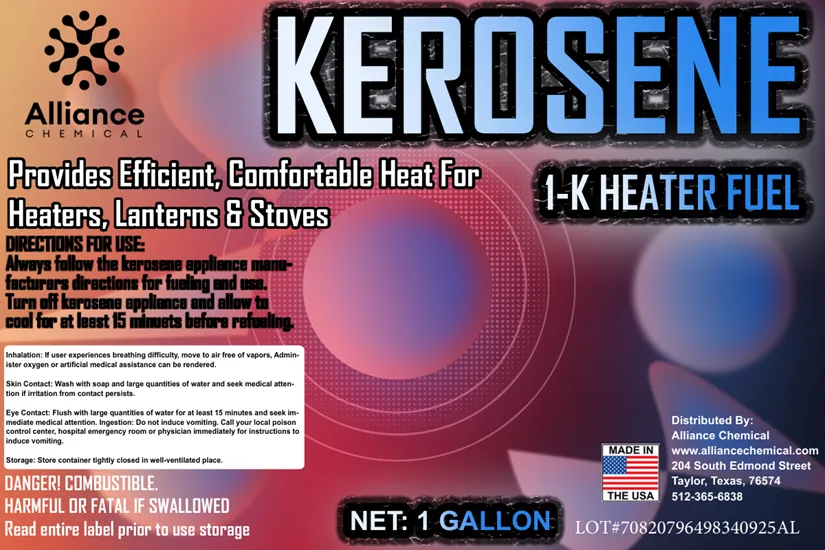 Alliance
CHEMICAL
KEROSENE
1-K HEATER FUEL
Provides Efficient, Comfortable Heat For
Heaters, Lanterns & Stoves
DIRECTIONS FOR USE:
Always follow the kerosene appliance manu-
facturers directions for fueling and use.
Turn off kerosene appliance and allow to
cool for at least 15 minuets before refueling.
Inhalation: If user experiences breathing difficulty, move to air free of vapors, Admin-
ister oxygen or artificial medical assistance can be rendered.
Skin Contact: Wash with soap and large quantities of water and seek medical atten-
tion if irritation from contact persists.
Eye Contact: Flush with large quantities of water for at least 15 minutes and seek im-
mediate medical attention. Ingestion: Do not induce vomiting. Call your local poison
control center, hospital emergency room or physician immediately for instructions to
induce vomiting.
Storage: Store container tightly closed in well-ventilated place.
DANGER! COMBUSTIBLE.
HARMFUL OR FATAL IF SWALLOWED
Read entire label prior to use storage
NET: 1 GALLON
MADE IN
THE USA
Distributed By:
Alliance Chemical
www.alliancechemical.com
204 South Edmond Street
Taylor, Texas, 76574
512-365-6838
LOT#70820796498340925AL